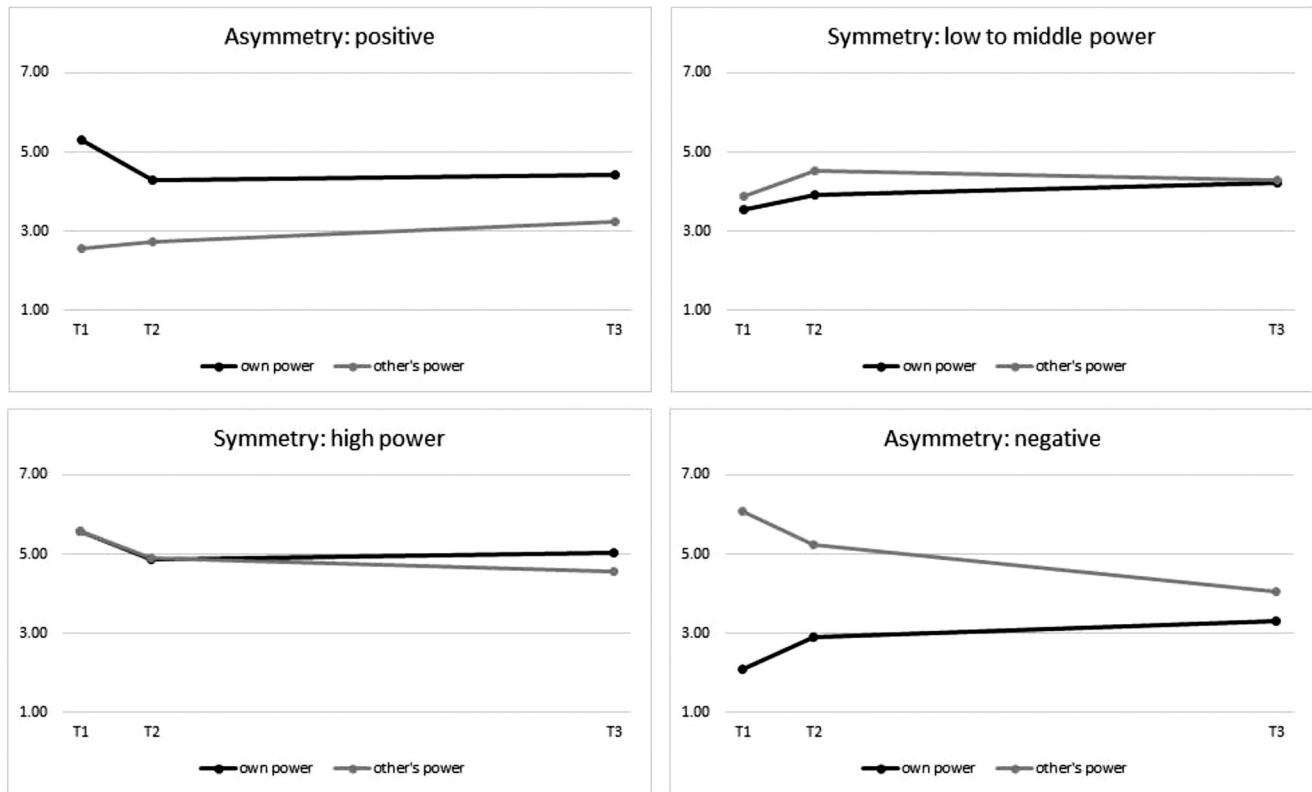 Asymmetry: positive
7.00
5.00
3.00
1.00
T1 T2 T3
own power other's power
Symmetry: low to middle power
7.00
5.00
3.00
1.00
T1 T2 T3
own power other's power
Symmetry: high power
7.00
5.00
3.00
1.00
T1 T2 T3
own power other's power
Asymmetry: negative
7.00
5.00
3.00
1.00
T1 T2 T3
own power other's power